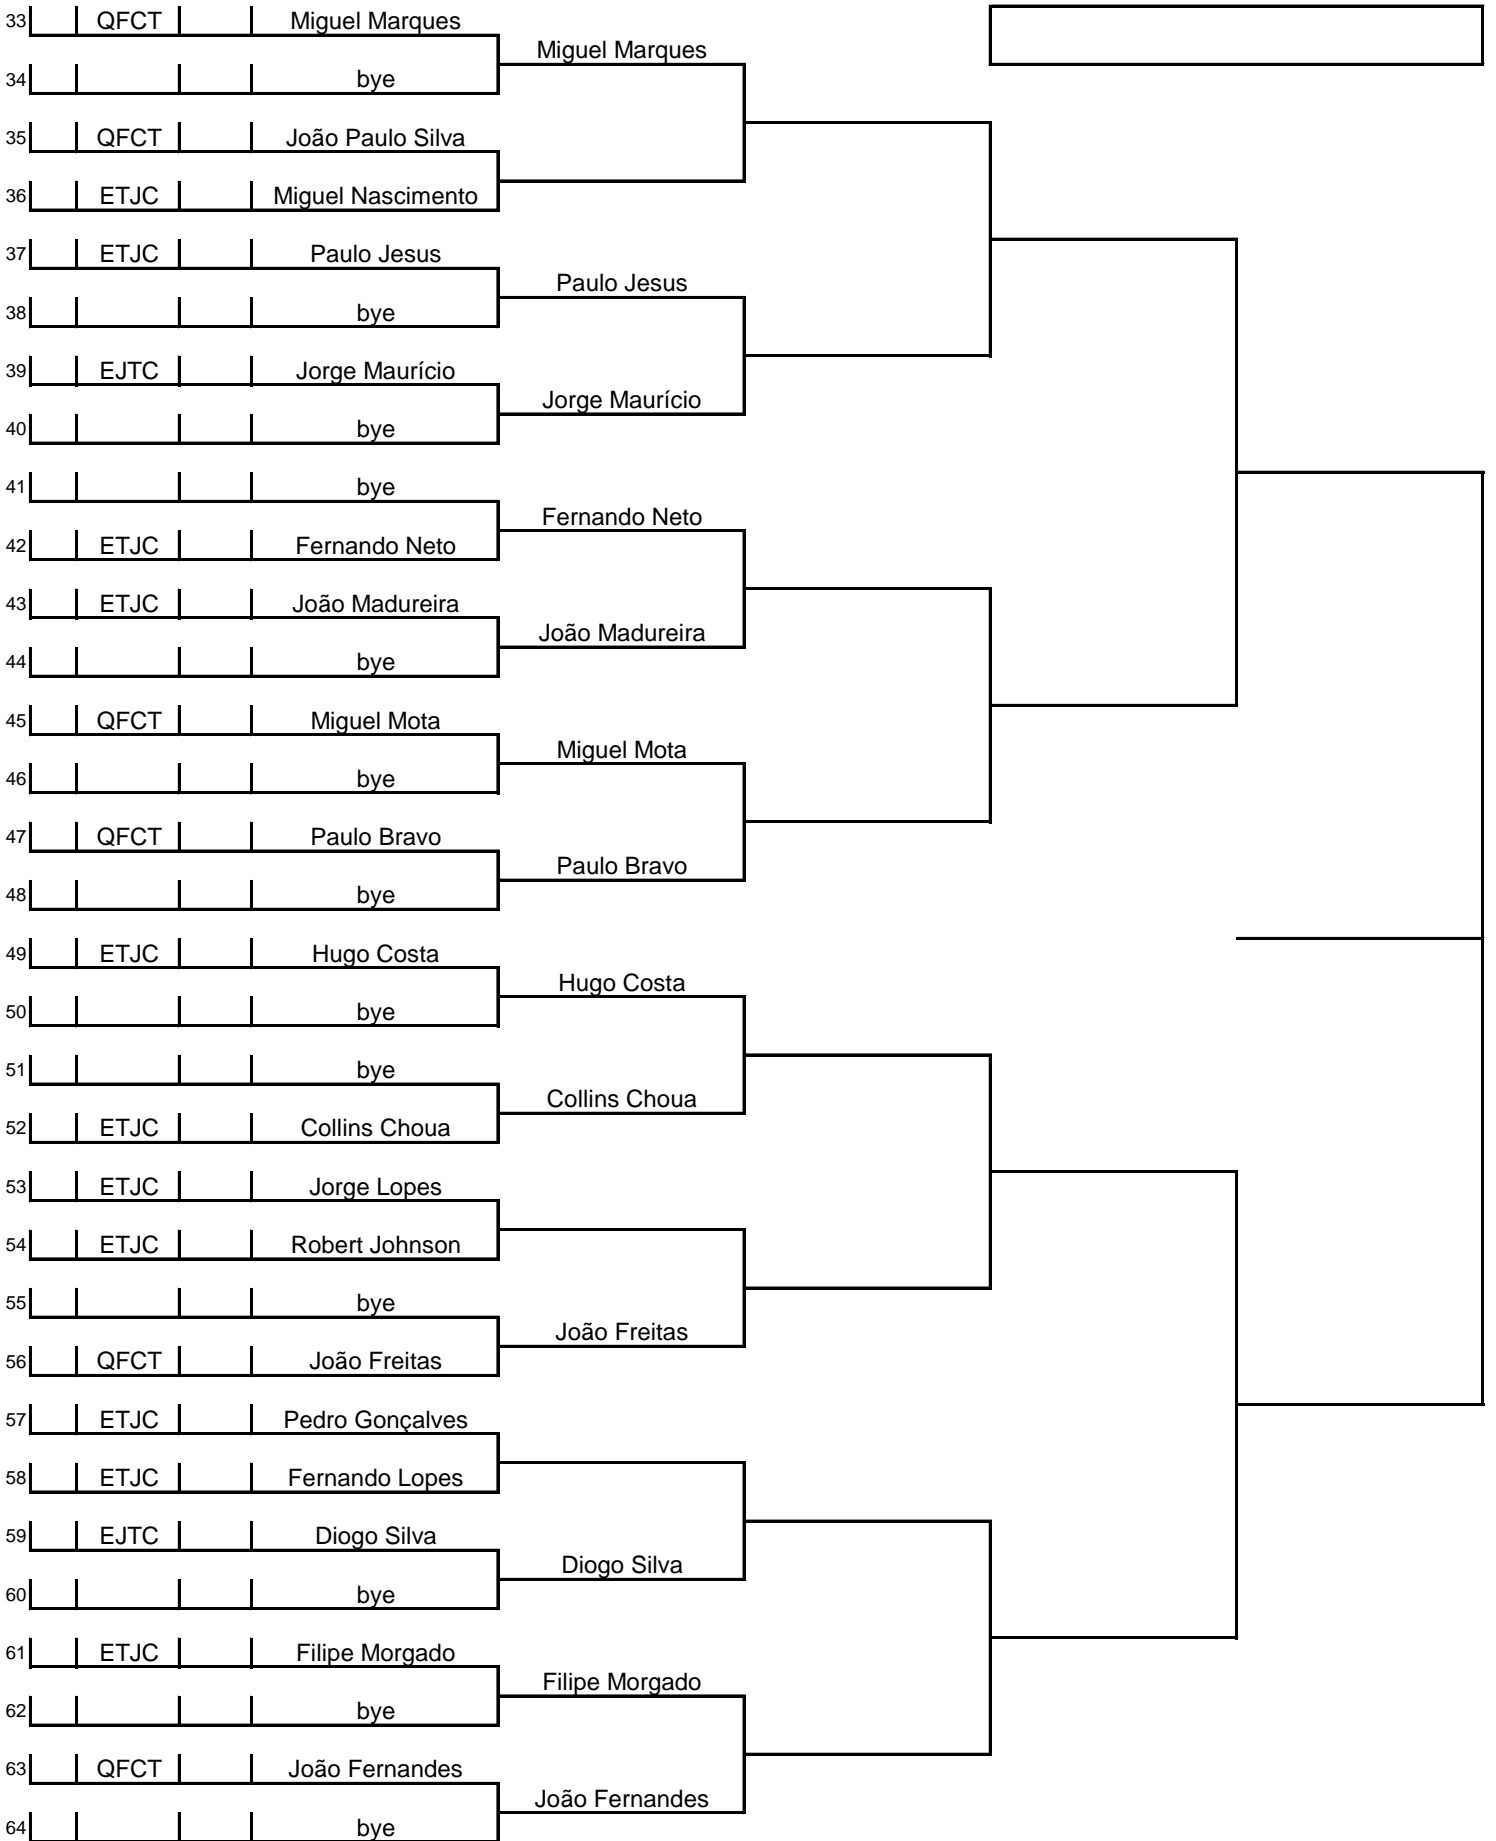 33 QFCT Miguel Marques
Miguel Marques
34 bye
35 QFCT João Paulo Silva
36 ETJC Miguel Nascimento
37 ETJC Paulo Jesus
Paulo Jesus
38 bye
39 EJTC Jorge Maurício
Jorge Maurício
40 bye
41 bye
Fernando Neto
42 ETJC Fernando Neto
43 ETJC João Madureira
João Madureira
44 bye
45 QFCT Miguel Mota
Miguel Mota
46 bye
47 QFCT Paulo Bravo
Paulo Bravo
48 bye
49 ETJC Hugo Costa
Hugo Costa
50 bye
51 bye
Collins Choua
52 ETJC Collins Choua
53 ETJC Jorge Lopes
54 ETJC Robert Johnson
55 bye
João Freitas
56 QFCT João Freitas
57 ETJC Pedro Gonçalves
58 ETJC Fernando Lopes
59 EJTC Diogo Silva
Diogo Silva
60 bye
61 ETJC Filipe Morgado
Filipe Morgado
62 bye
63 QFCT João Fernandes
João Fernandes
64 bye